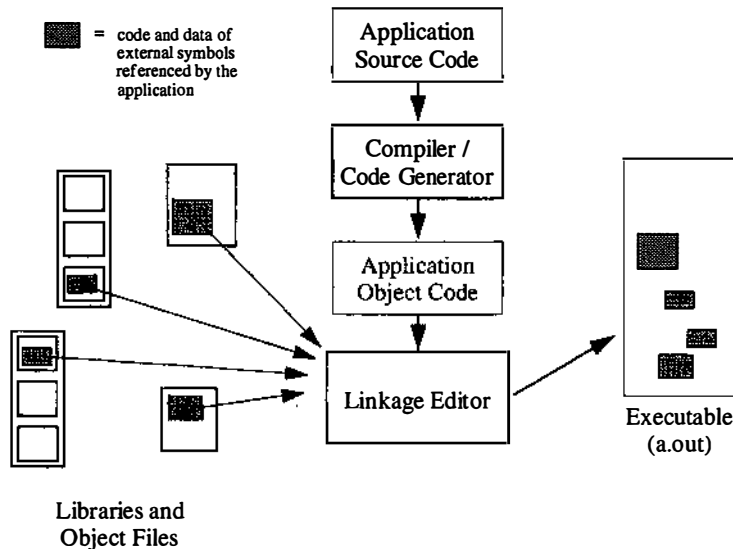 = code and data of
external symbols
referenced by the
application
Application
Source Code
Compiler /
Code Generator
Application
Object Code
Linkage Editor
Executable
(a.out)
Libraries and
Object Files